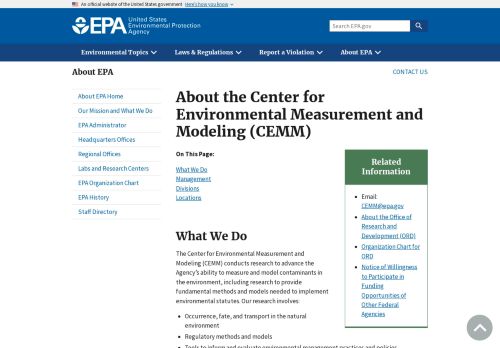 An official website of the United States government Here's how you know
EPA
United States
Environmental Protection
Agency
Search EPA.gov
Environmental Topics
Laws & Regulations
Report a Violation
About EPA
About EPA
CONTACT US
About EPA Home
Our Mission and What We Do
EPA Administrator
Headquarters Offices
Regional Offices
Labs and Research Centers
EPA Organization Chart
EPA History
Staff Directory
About the Center for
Environmental Measurement and
Modeling (CEMM)
On This Page:
What We Do
Management
Divisions
Locations
Related
Information
Email:
CEMM@epa.gov
About the Office of
Research and
Development (ORD)
Organization Chart for
ORD
Notice of Willingness
to Participate in
Funding
Opportunities of
Other Federal
Agencies
What We Do
The Center for Environmental Measurement and
Modeling (CEMM) conducts research to advance the
Agency's ability to measure and model contaminants in
the environment, including research to provide
fundamental methods and models needed to implement
environmental statutes. Our research involves:
Occurrence, fate, and transport in the natural
environment
Regulatory methods and models
Tools to inform and evaluate environmental management practices and policies